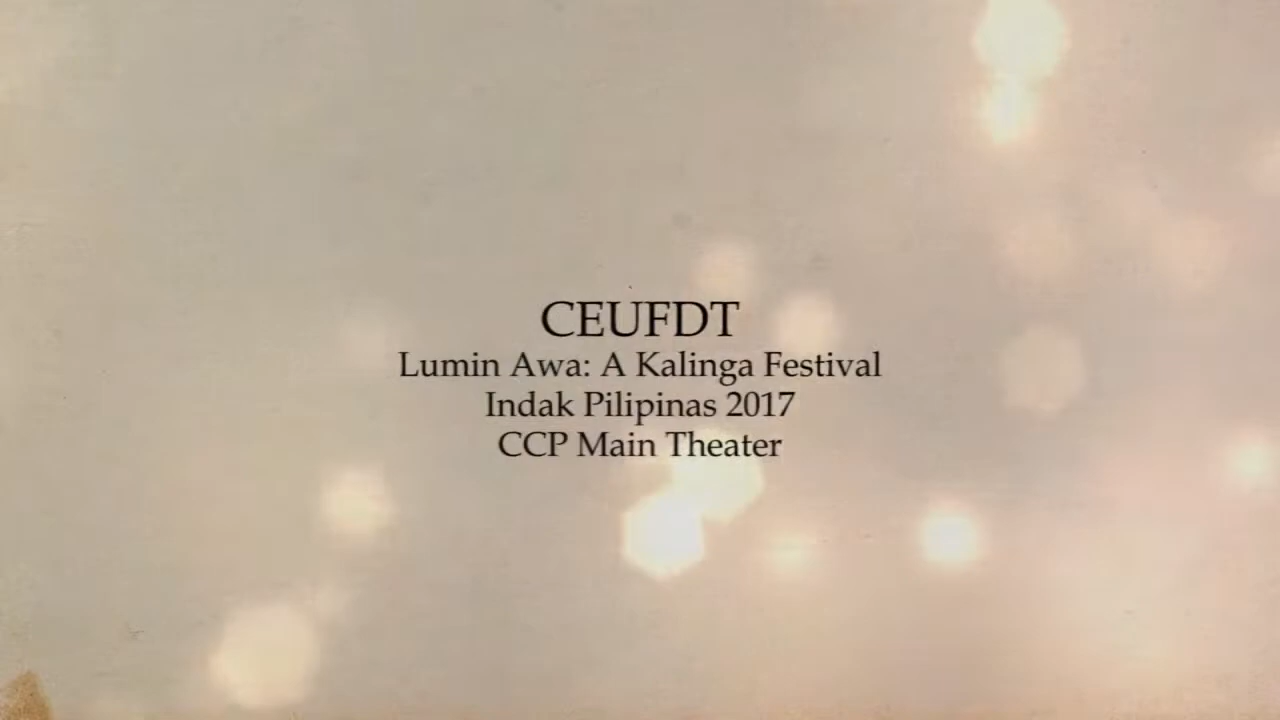 CEUFDT
Lumin Awa: A Kalinga Festival
Indak Pilipinas 2017
CCP Main Theater